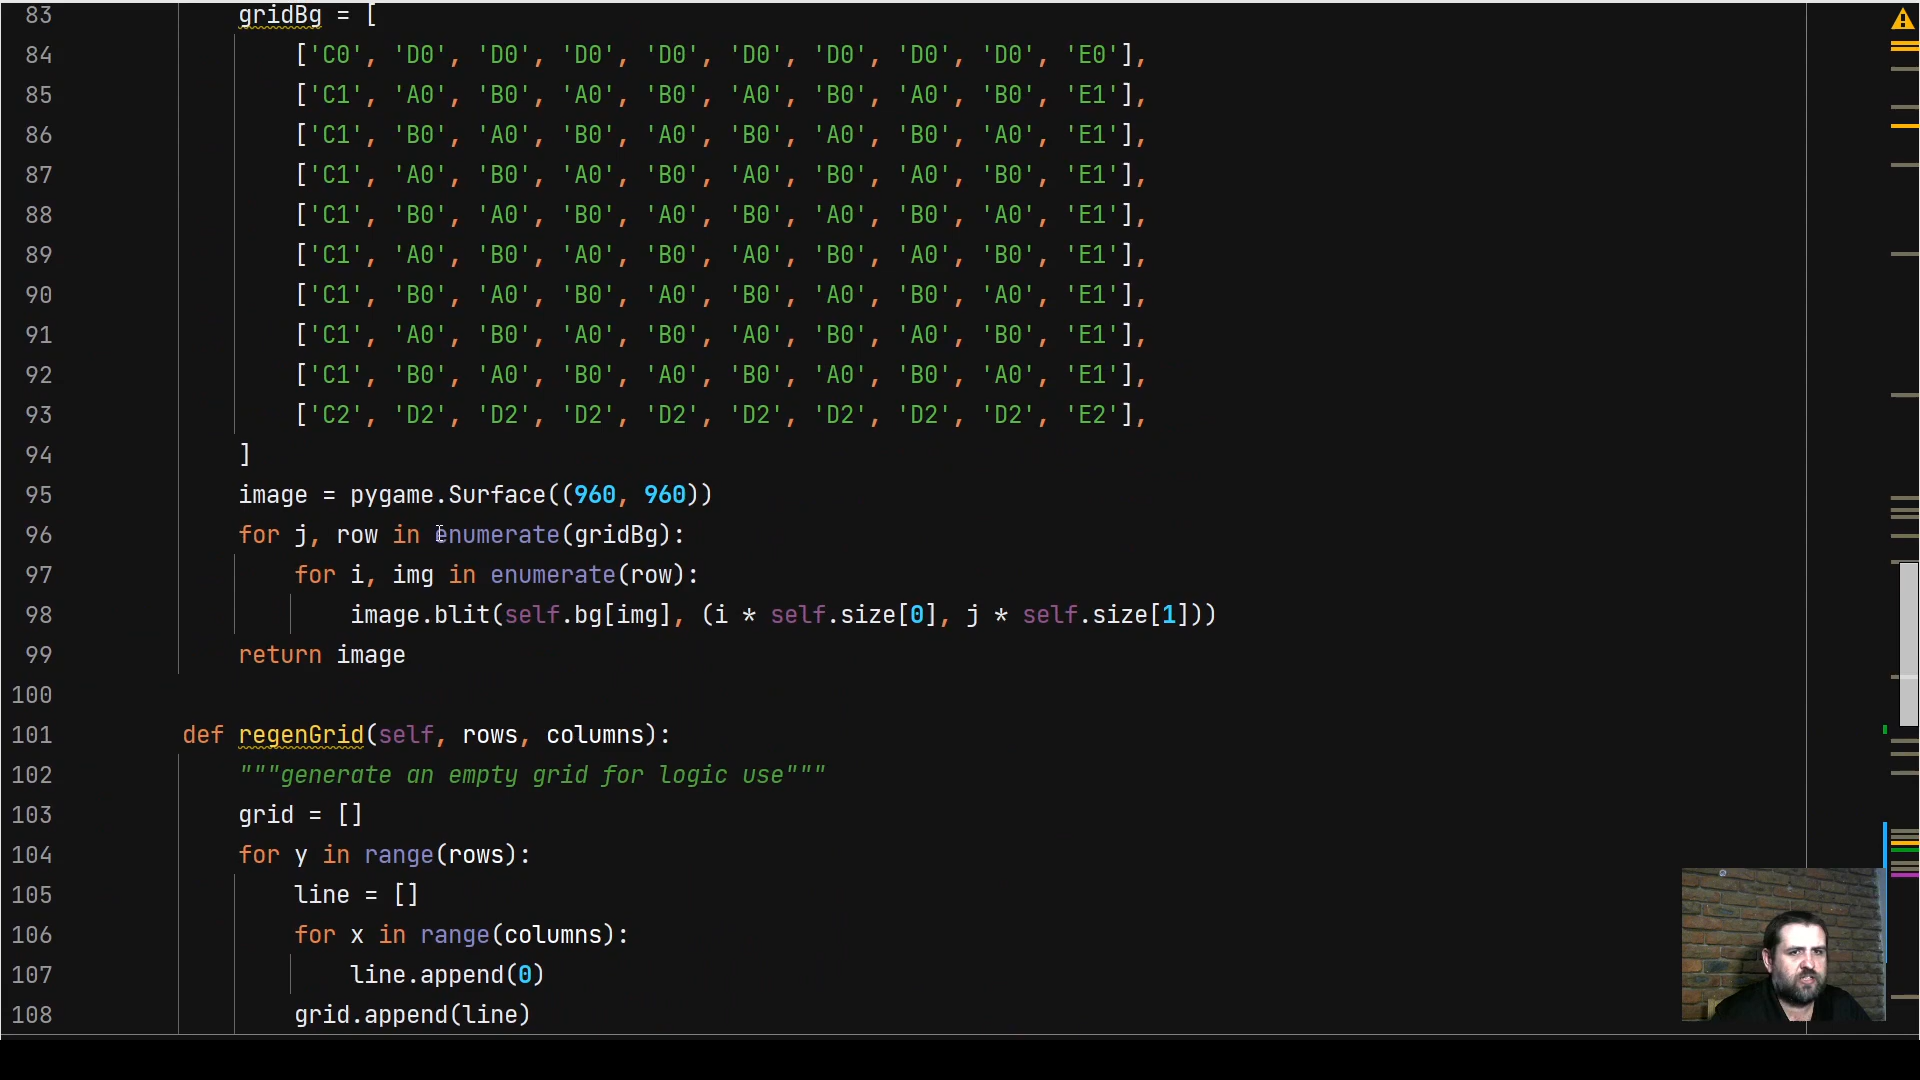 83 gridBg = [
84 ['C0', 'D0', 'D0', 'D0', 'D0', 'D0', 'D0', 'D0', 'D0', 'E0'],
85 ['C1', 'A0', 'B0', 'A0', 'B0', 'A0', 'B0', 'A0', 'B0', 'E1'],
86 ['C1', 'B0', 'A0', 'B0', 'A0', 'B0', 'A0', 'B0', 'A0', 'E1'],
87 ['C1', 'A0', 'B0', 'A0', 'B0', 'A0', 'B0', 'A0', 'B0', 'E1'],
88 ['C1', 'B0', 'A0', 'B0', 'A0', 'B0', 'A0', 'B0', 'A0', 'E1'],
89 ['C1', 'A0', 'B0', 'A0', 'B0', 'A0', 'B0', 'A0', 'B0', 'E1'],
90 ['C1', 'B0', 'A0', 'B0', 'A0', 'B0', 'A0', 'B0', 'A0', 'E1'],
91 ['C1', 'A0', 'B0', 'A0', 'B0', 'A0', 'B0', 'A0', 'B0', 'E1'],
92 ['C1', 'B0', 'A0', 'B0', 'A0', 'B0', 'A0', 'B0', 'A0', 'E1'],
93 ['C2', 'D2', 'D2', 'D2', 'D2', 'D2', 'D2', 'D2', 'D2', 'E2'],
94 ]
95 image = pygame.Surface((960, 960))
96 for j, row in enumerate(gridBg):
97 for i, img in enumerate(row):
98 image.blit(self.bg[img], (i * self.size[0], j * self.size[1]))
99 return image
100
101 def regenGrid(self, rows, columns):
102 """generate an empty grid for logic use"""
103 grid = []
104 for y in range(rows):
105 line = []
106 for x in range(columns):
107 line.append(0)
108 grid.append(line)